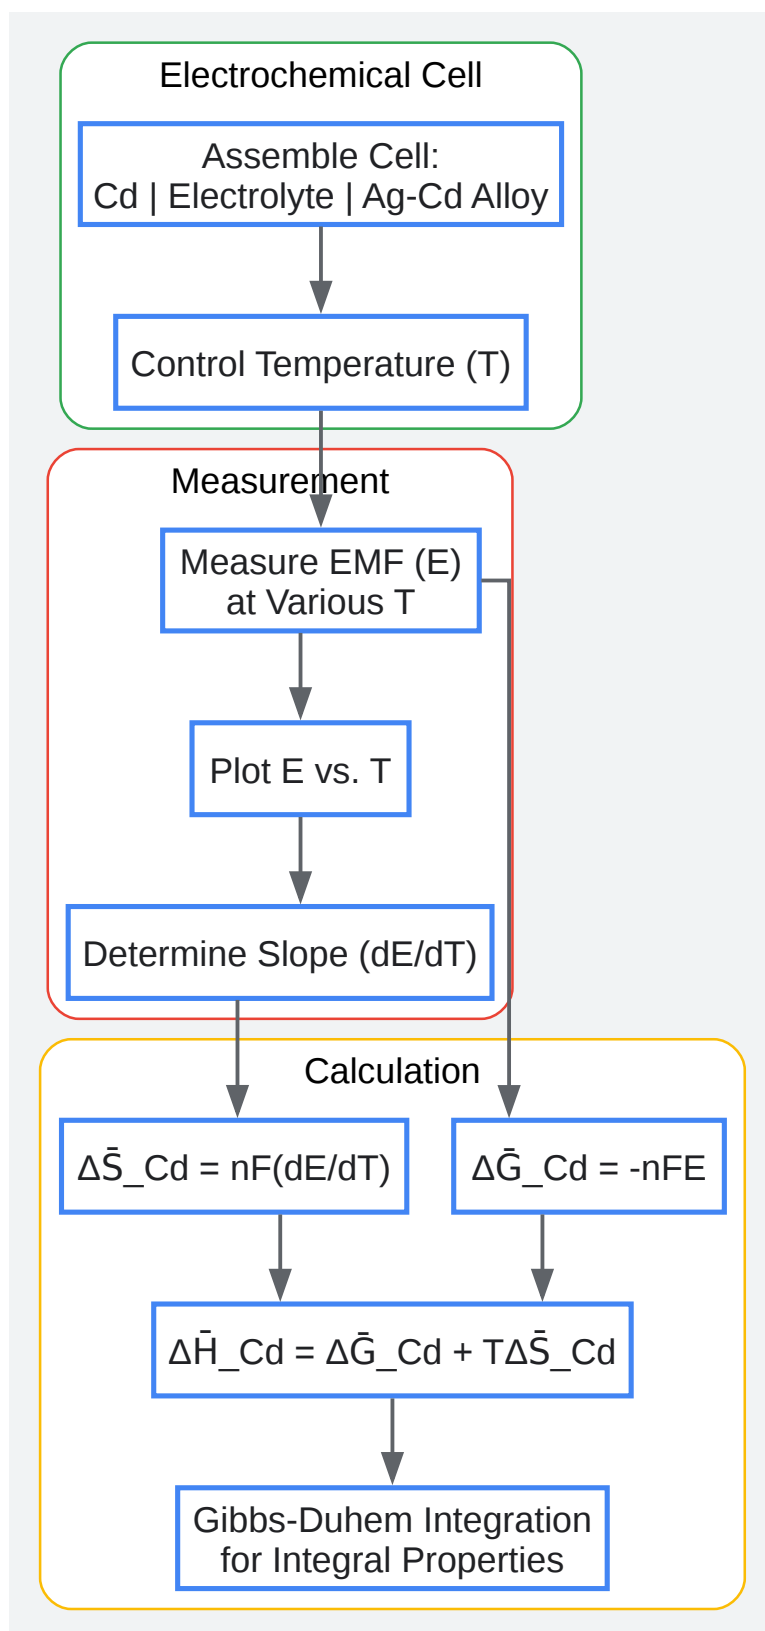 Electrochemical Cell
Assemble Cell:
Cd | Electrolyte | Ag-Cd Alloy
Control Temperature (T)
Measurement
Measure EMF (E)
at Various T
Plot E vs. T
Determine Slope (dE/dT)
Calculation
ΔS̄_Cd = nF(dE/dT)
ΔḠ_Cd = -nFE
ΔH̄_Cd = ΔḠ_Cd + TΔS̄_Cd
Gibbs-Duhem Integration
for Integral Properties